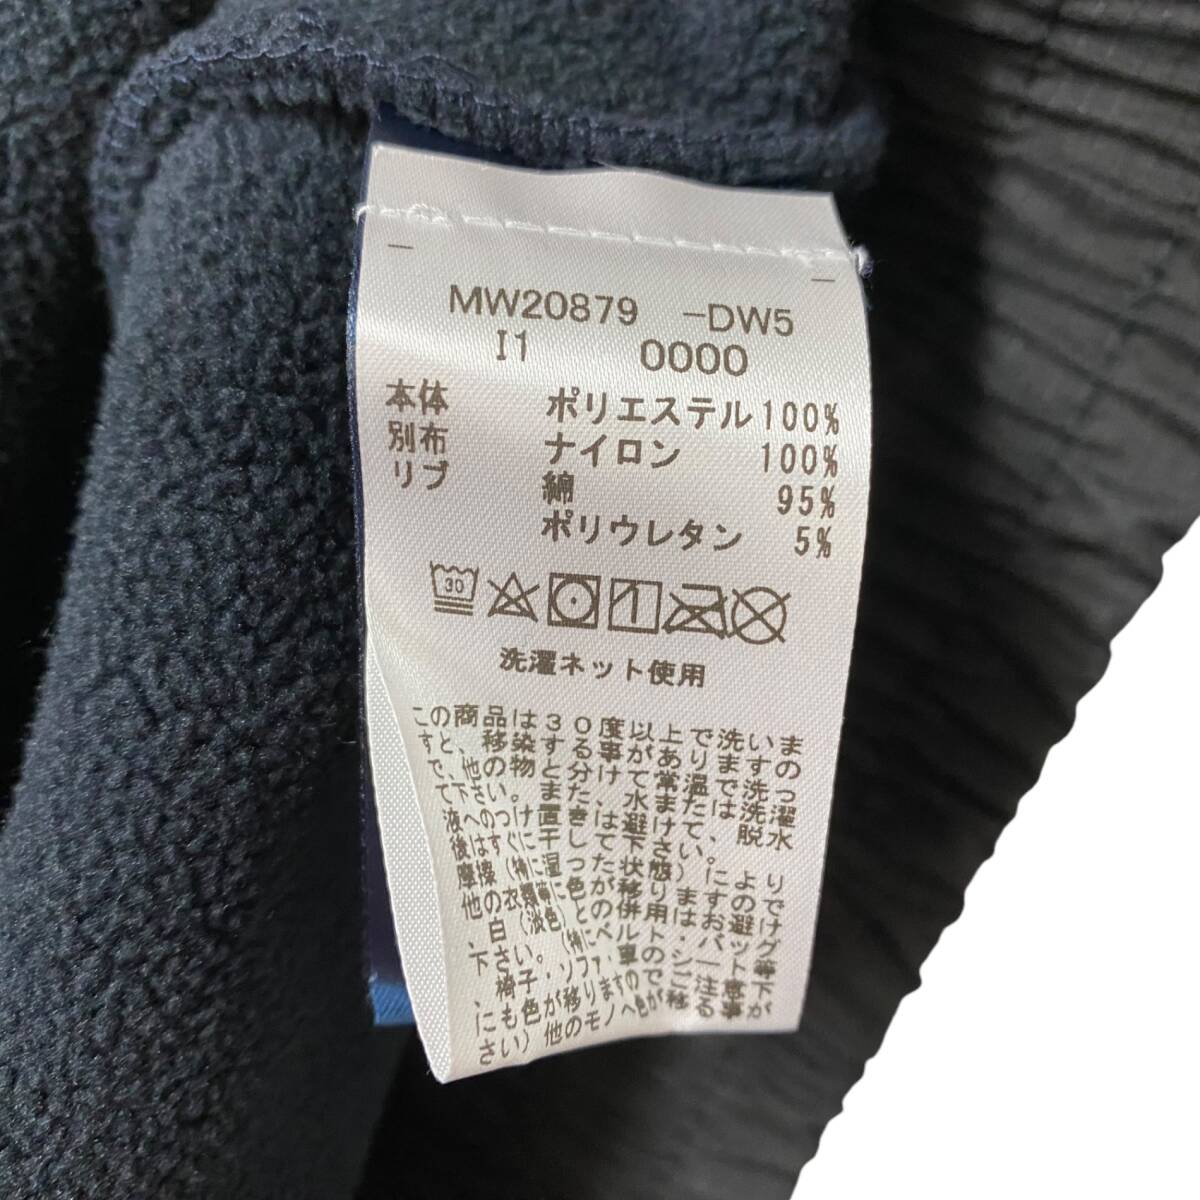 MW20879 -DW5
I1 0000
本体 ポリエステル 100%
別布 ナイロン 100%
リブ 綿 95%
ポリウレタン 5%
30
洗濯ネット使用
この商品は30度以上で洗いま
すと、移染する事がありますの
で、他の物と分けて常温で洗っ
て下さい。また、水または洗濯
液へのつけ置きは避けて、脱水
後はすぐに干して下さい。
摩擦(特に湿った状態)により
他の衣類等に色が移りますので
、白(淡色)との併用はお避け
下さい。(特にベルト・バッグ
、椅子・ソファ・車のシート等
にも色が移りますのでご注意下
さい)他のモノへ色が移る事が